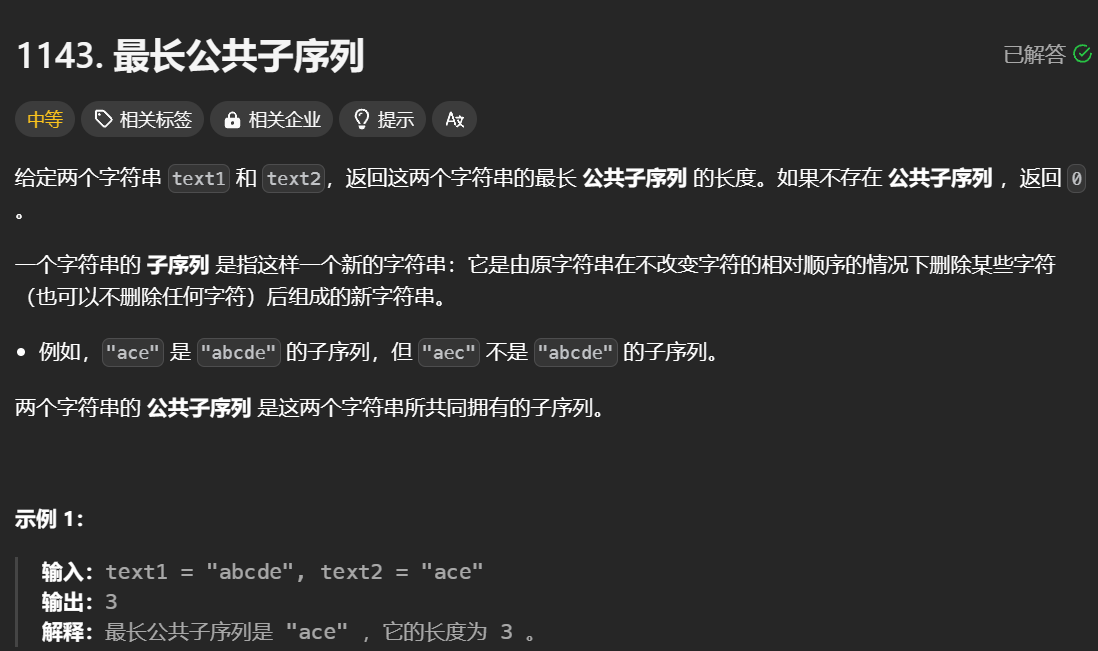 1143. 最长公共子序列
已解答
中等 相关标签 相关企业 提示 Ax
给定两个字符串 text1 和 text2，返回这两个字符串的最长 公共子序列 的长度。如果不存在 公共子序列 ，返回 0
。
一个字符串的 子序列 是指这样一个新的字符串：它是由原字符串在不改变字符的相对顺序的情况下删除某些字符
（也可以不删除任何字符）后组成的新字符串。
• 例如，"ace" 是 "abcde" 的子序列，但 "aec" 不是 "abcde" 的子序列。
两个字符串的 公共子序列 是这两个字符串所共同拥有的子序列。
示例 1：
输入：text1 = "abcde", text2 = "ace"
输出：3
解释：最长公共子序列是 "ace" ，它的长度为 3 。